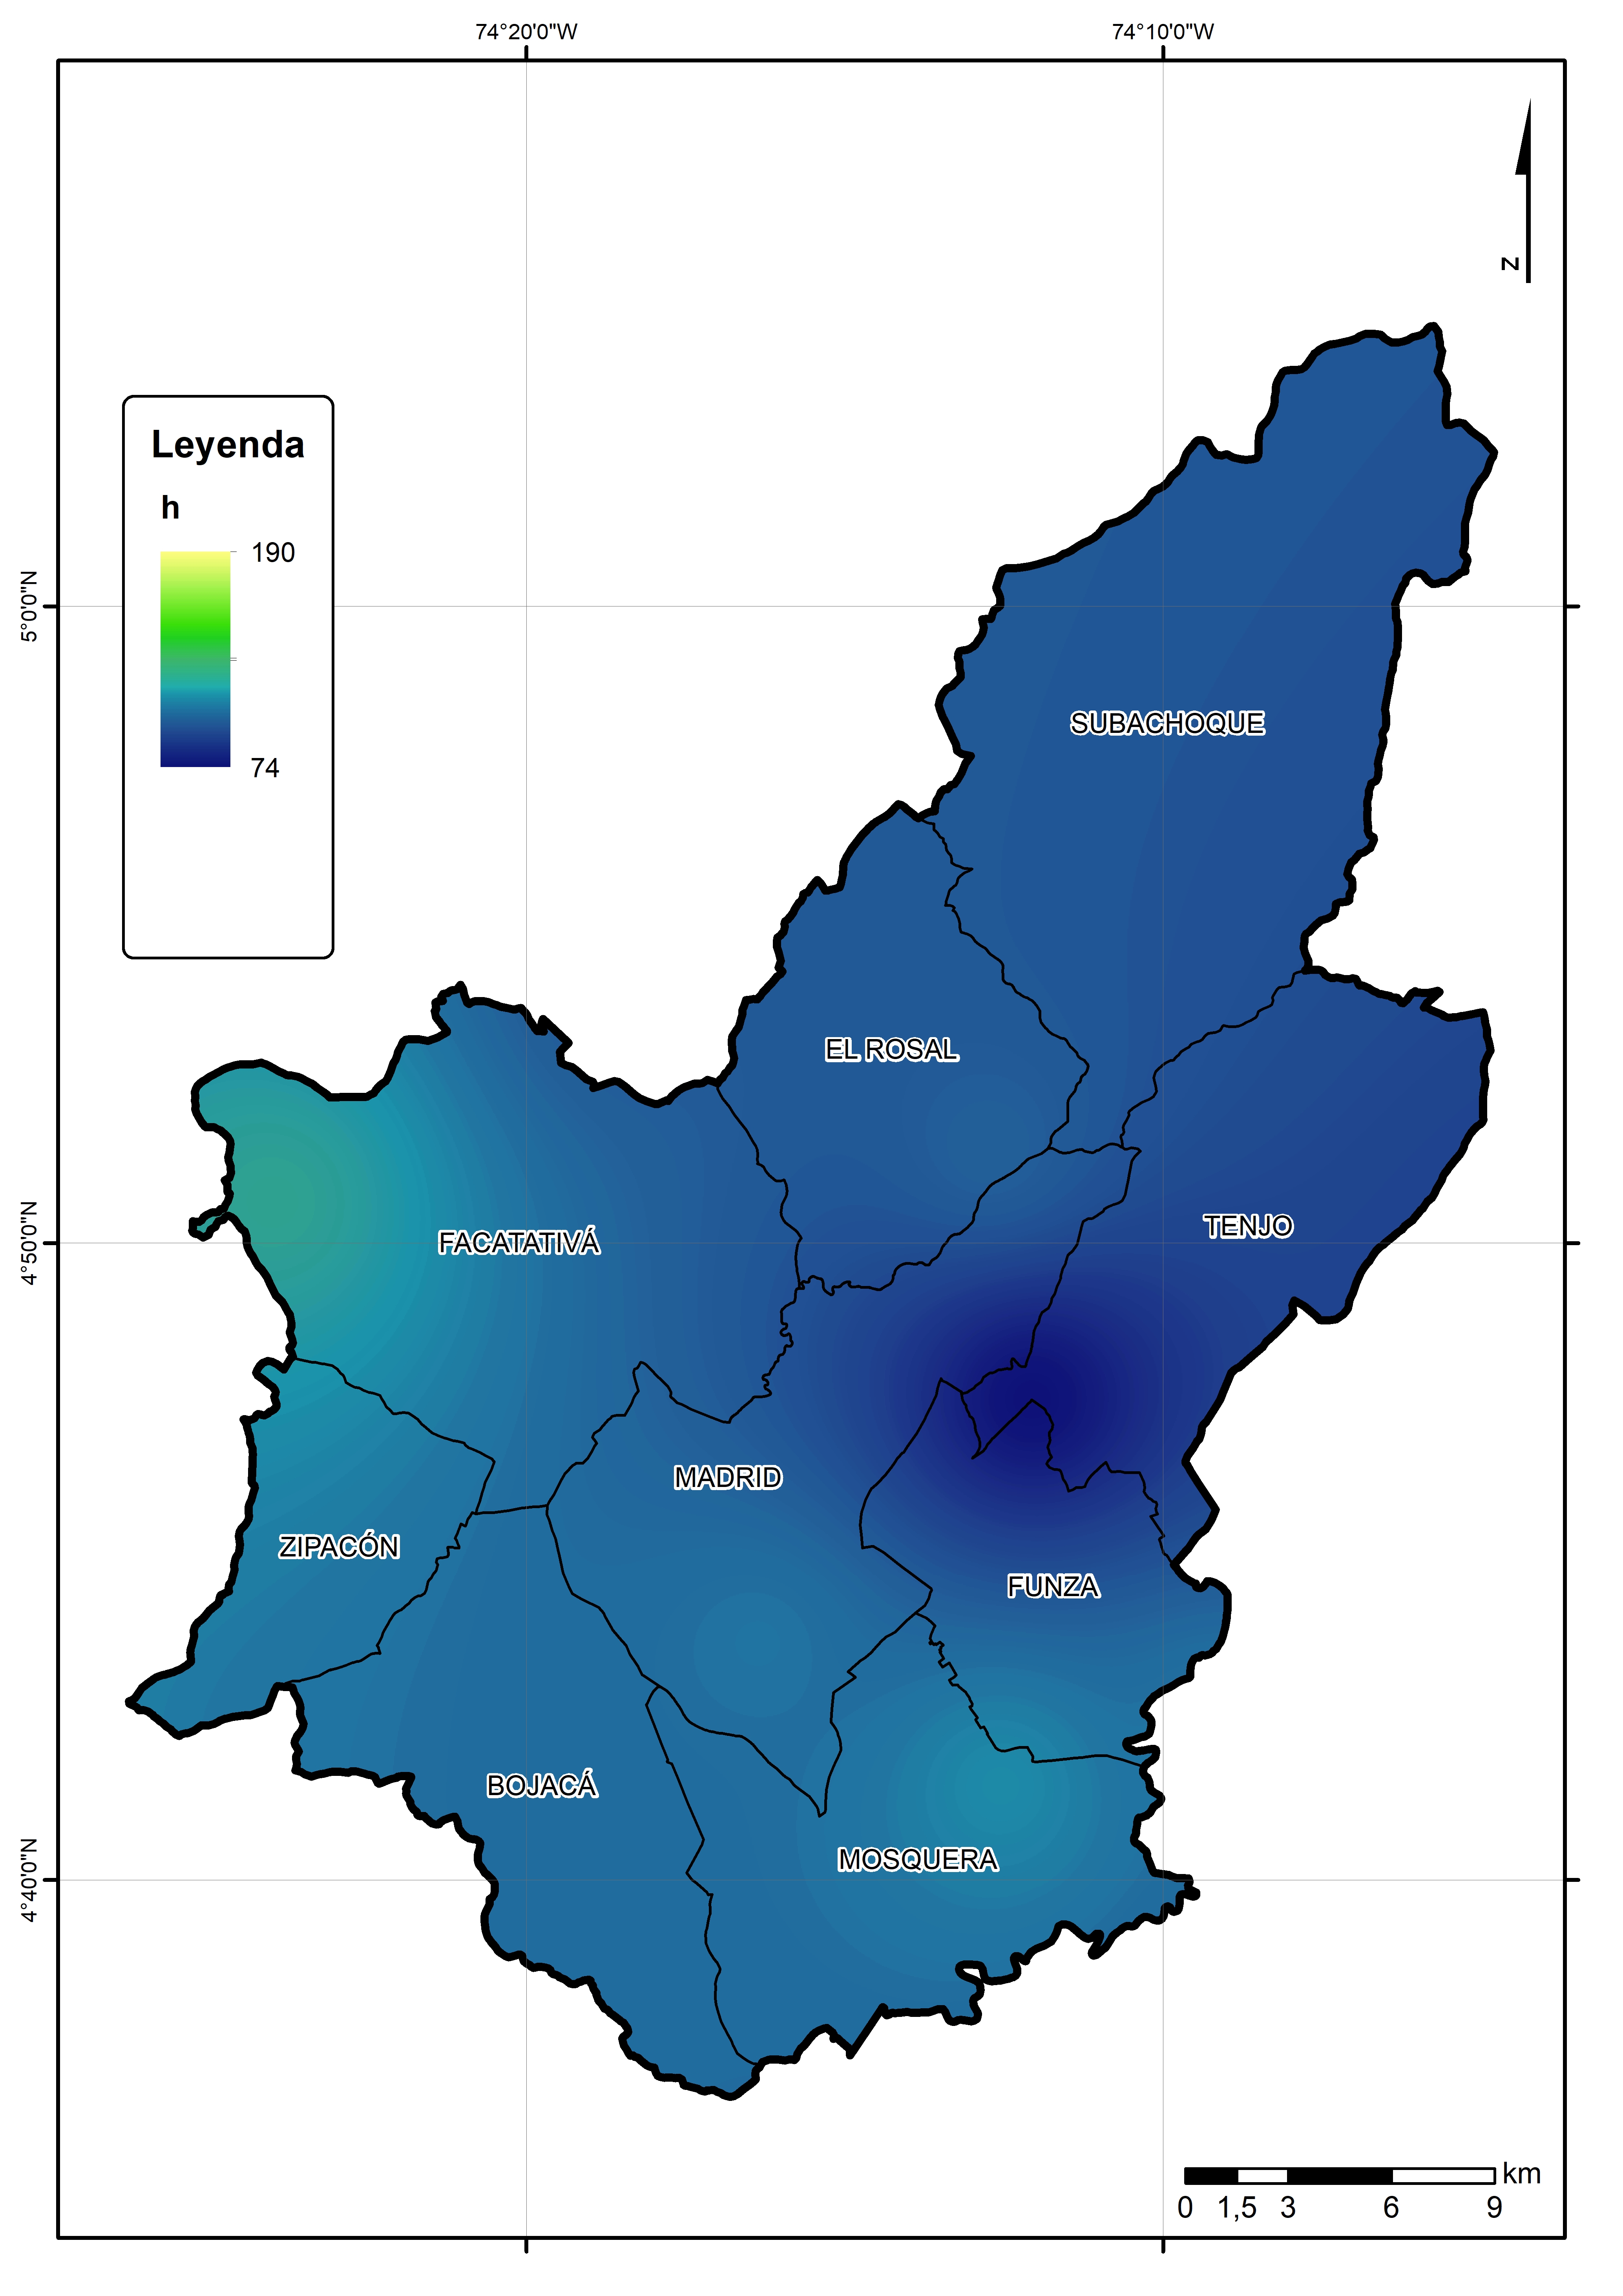 74°20'0"W
74°10'0"W
N
Leyenda
h
190
74
5°0'0"N
SUBACHOQUE
EL ROSAL
TENJO
FACATATIVÁ
4°50'0"N
MADRID
ZIPACÓN
FUNZA
BOJACÁ
MOSQUERA
4°40'0"N
km
0 1,5 3 6 9